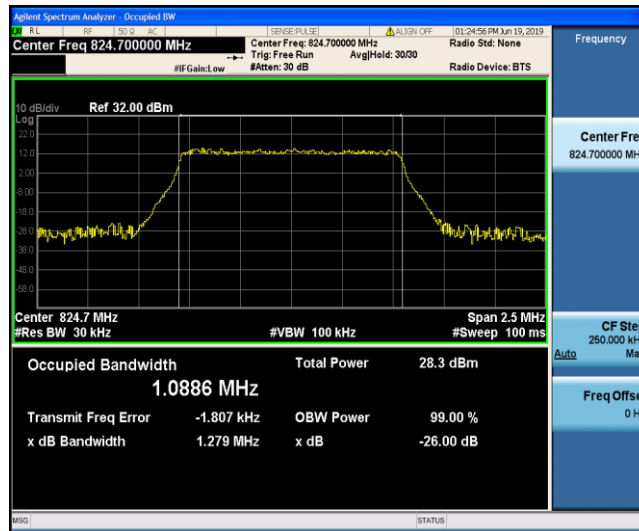 Agilent Spectrum Analyzer - Occupied BW
RL RF 50 Ω AC SENSE:PULSE ALIGN OFF 01:24:56 PM Jun 19, 2019
Center Freq 824.700000 MHz
Center Freq: 824.700000 MHz Radio Std: None
Trig: Free Run Avg|Hold: 30/30
#IFGain:Low #Atten: 30 dB Radio Device: BTS
Frequency
10 dB/div Ref 32.00 dBm
Log
22.0
12.0
2.00
-8.00
-18.0
-28.0
-38.0
-48.0
-58.0
Center Fre
824.700000 MH
Center 824.7 MHz Span 2.5 MHz
#Res BW 30 kHz #VBW 100 kHz #Sweep 100 ms
CF Ste
250.000 kH
Auto Ma
Occupied Bandwidth Total Power 28.3 dBm
1.0886 MHz
Transmit Freq Error -1.807 kHz OBW Power 99.00 %
x dB Bandwidth 1.279 MHz x dB -26.00 dB
Freq Offse
0 H
MSG STATUS